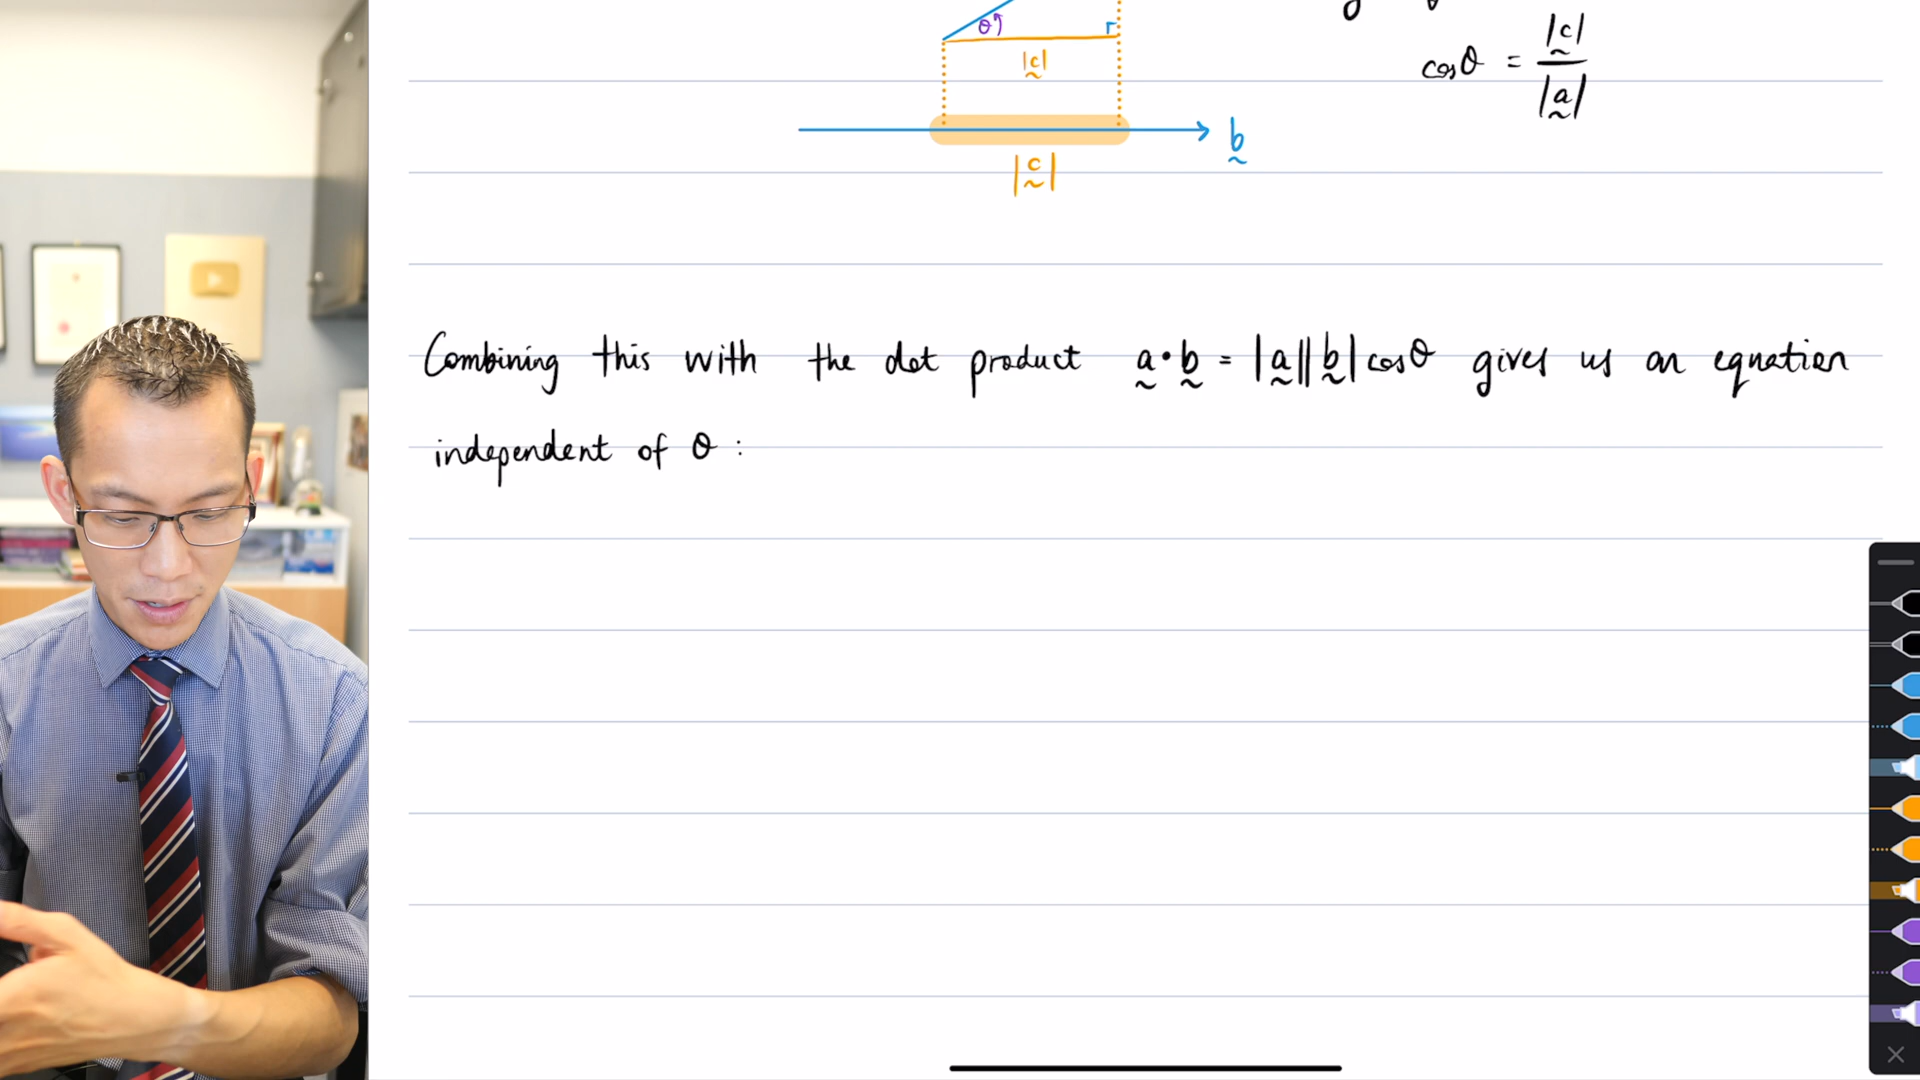 θ
|c|
cosθ = |c| / |a|
b
|c|
Combining this with the dot product a • b = |a||b| cosθ gives us an equation
independent of θ :